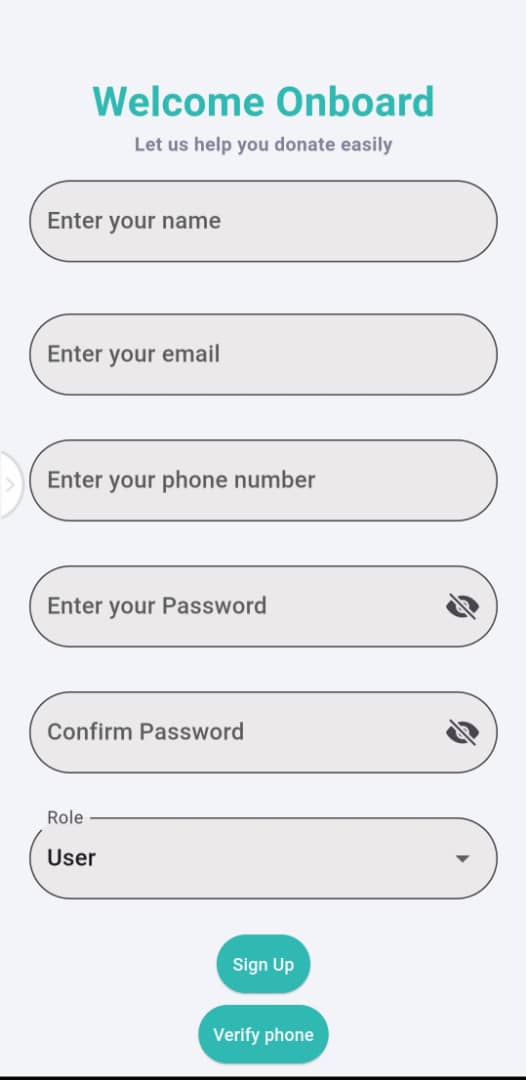 Welcome Onboard
Let us help you donate easily
Enter your name
Enter your email
Enter your phone number
Enter your Password
Confirm Password
Role
User
Sign Up
Verify phone